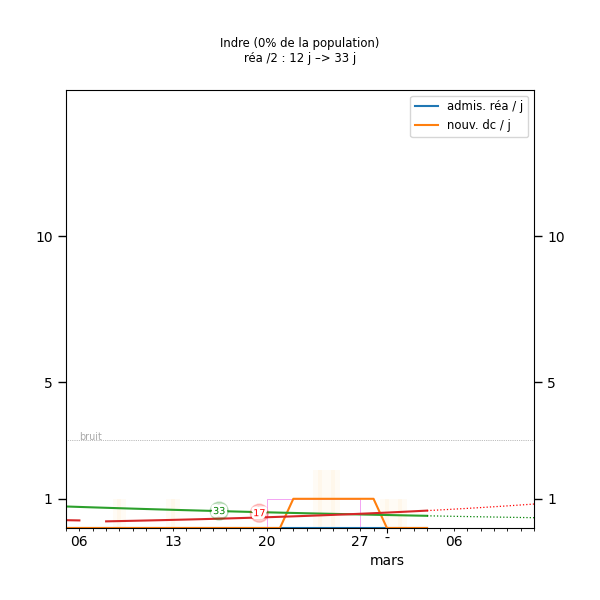 Indre (0% de la population)
réa /2 : 12 j –> 33 j
admis. réa / j
nouv. dc / j
10
10
5
5
bruit
1
1
33
17
06
13
20
27
-
06
mars